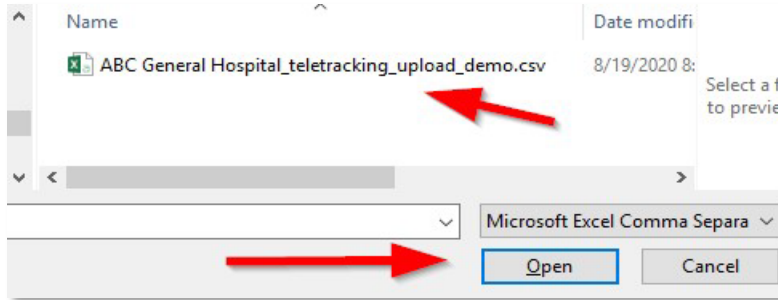 Name Date modifi
ABC General Hospital_teletracking_upload_demo.csv 8/19/2020 8:
Select a f
to previe
Microsoft Excel Comma Separa
Open Cancel